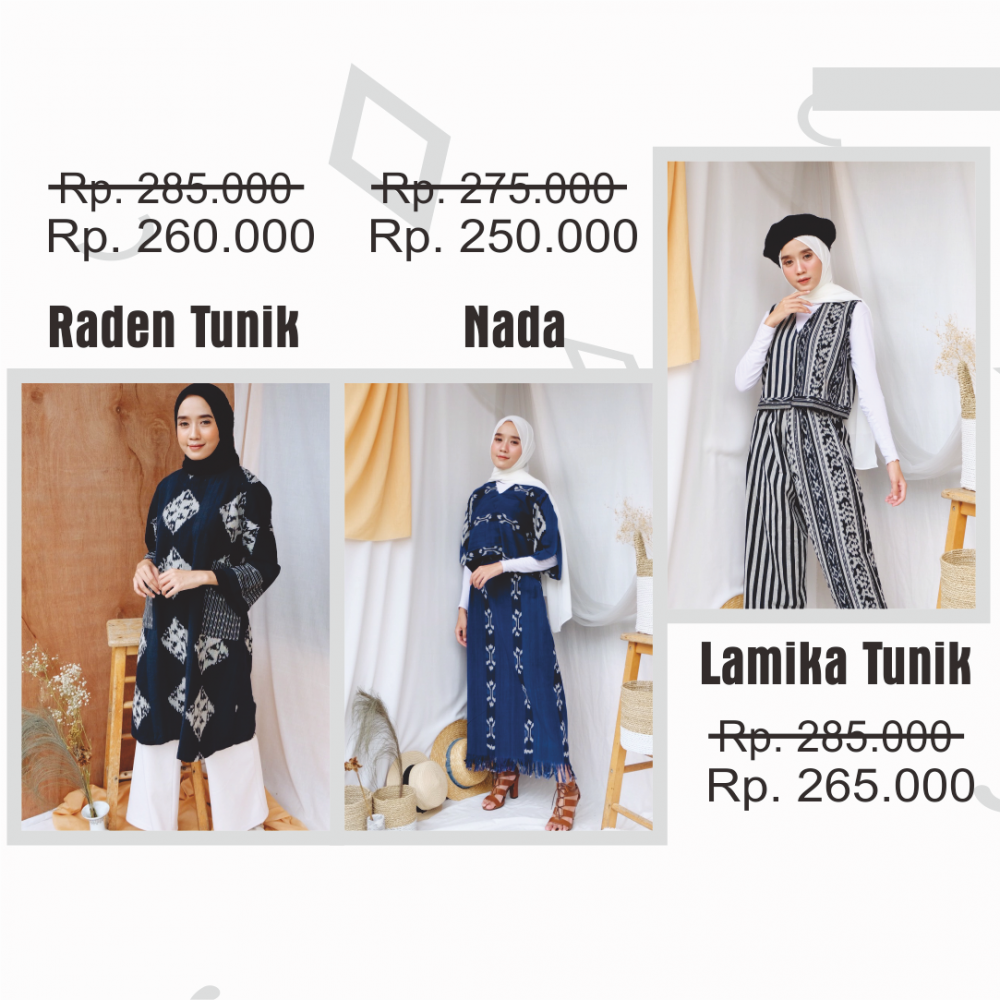 Rp. 285.000
Rp. 260.000
Raden Tunik
Rp. 275.000
Rp. 250.000
Nada
Lamika Tunik
Rp. 285.000
Rp. 265.000